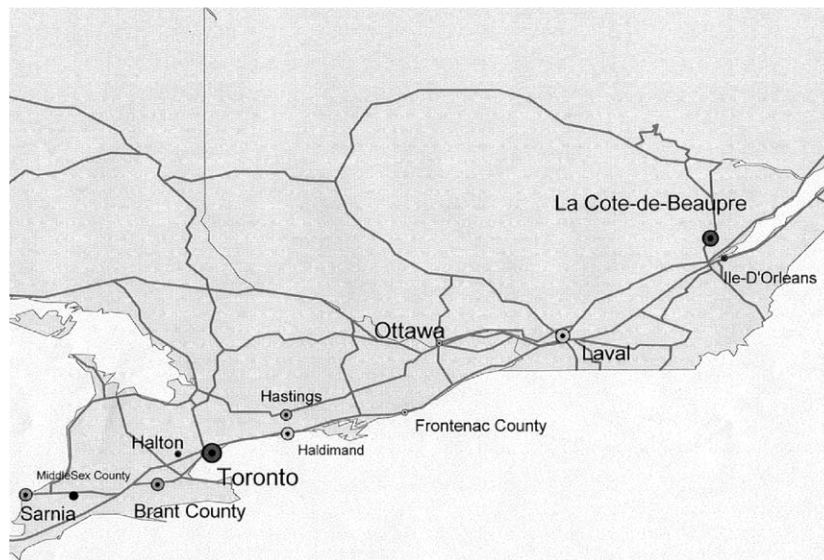 La Cote-de-Beaupre
Ile-D'Orleans
Ottawa
Laval
Hastings
Frontenac County
Halton
Haldimand
MiddleSex County
Toronto
Sarnia
Brant County